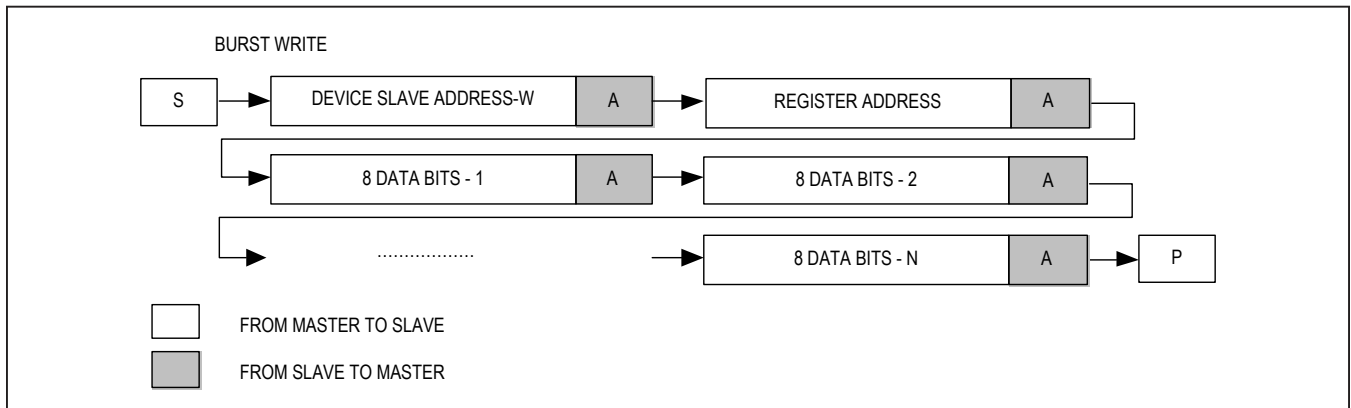 BURST WRITE
S DEVICE SLAVE ADDRESS-W A REGISTER ADDRESS A
8 DATA BITS - 1 A 8 DATA BITS - 2 A
.................. 8 DATA BITS - N A P
FROM MASTER TO SLAVE
FROM SLAVE TO MASTER